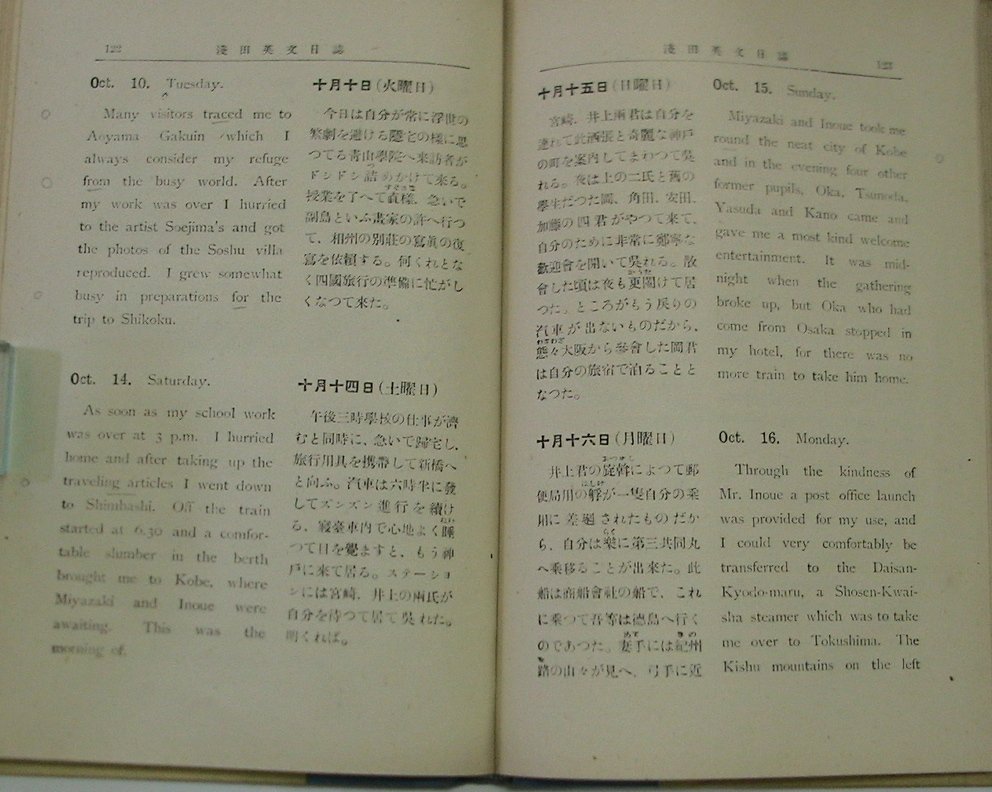 122
淺田英文日誌
Oct. 10. Tuesday.
Many visitors traced me to
Aoyama Gakuin which I
always consider my refuge
from the busy world. After
my work was over I hurried
to the artist Soejima's and got
the photos of the Soshu villa
reproduced. I grew somewhat
busy in preparations for the
trip to Shikoku.
十月十日(火曜日)
今日は自分が常に浮世の
繁劇を避ける隱宅の樣に思
つてる青山學院へ来訪者が
ドシドシ詰めかけて来る。
授業を了へて直樣、急いで
副島といふ畫家の許へ行つ
て、相州の別莊の寫眞の復
寫を依頼する。何くれとな
く四國旅行の準備に忙がし
くなつて来た。
Oct. 14. Saturday.
As soon as my school work
was over at 3 p.m. I hurried
home and after taking up the
traveling articles I went down
to Shimbashi. Off the train
started at 6.30 and a comfor-
table slumber in the berth
brought me to Kobe, where
Miyazaki and Inoue were
awaiting. This was the
morning of.
十月十四日(土曜日)
午後三時學校の仕事が濟
むと同時に、急いで歸宅し、
旅行用具を携帶して新橋へ
と向ふ。汽車は六時半に發
してズンズン進行を續け
る、寢臺車内で心地よく睡
つて目を覺ますと、もう神
戸に来て居る。ステーショ
ンには宮崎、井上の兩氏が
自分を待つて居て吳れた。
明くれば。
淺田英文日誌
123
十月十五日(日曜日)
宮崎、井上兩君は自分を
連れて此洒張と奇麗な神戸
の町を案内してまわつて吳
れる。夜は上の二氏と舊の
學生だつた岡、角田、安田、
加藤の四君がやつて来て、
自分のために非常に鄭寧な
歡迎會を開いて吳れる。散
會した頃は夜も更闌けて居
つた。ところがもう戻りの
汽車が出ないものだから、
態々大阪から參會した岡君
は自分の旅宿で泊ることと
なつた。
Oct. 15. Sunday.
Miyazaki and Inoue took me
round the neat city of Kobe
and in the evening four other
former pupils, Oka, Tsunoda,
Yasuda and Kano came and
gave me a most kind welcome
entertainment. It was mid-
night when the gathering
broke up, but Oka who had
come from Osaka stopped in
my hotel, for there was no
more train to take him home.
十月十六日(月曜日)
井上君の斡旋によつて郵
便局用の艀が一隻自分の乘
用に差廻されたものだか
ら、自分は樂に第三共同丸
へ乘移ることが出来た。此
船は商船會社の船で、これ
に乘つて吾等は德島へ行く
のであつた。妻手には紀州
路の山々が見へ、弓手に近
Oct. 16. Monday.
Through the kindness of
Mr. Inoue a post office launch
was provided for my use, and
I could very comfortably be
transferred to the Daisan-
Kyodo-maru, a Shosen-Kwai-
sha steamer which was to take
me over to Tokushima. The
Kishu mountains on the left